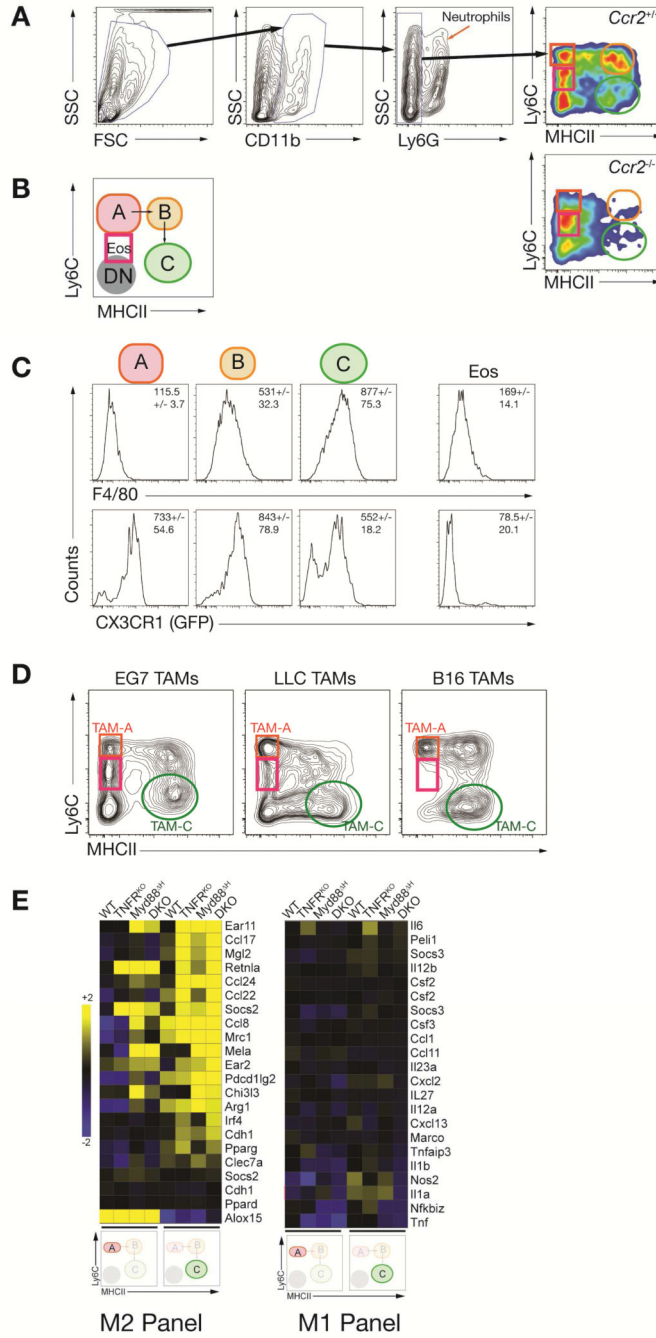 A
SSC
FSC
SSC
CD11b
Neutrophils
SSC
Ly6G
Ccr2+/-
Ly6C
MHCII
Ccr2-/-
Ly6C
MHCII
B
Ly6C
A
B
Eos
C
DN
MHCII
C
A
B
C
Eos
115.5
+/- 3.7
531+/-
32.3
877+/-
75.3
169+/-
14.1
F4/80
733+/-
54.6
843+/-
78.9
552+/-
18.2
78.5+/-
20.1
Counts
CX3CR1 (GFP)
D
EG7 TAMs
LLC TAMs
B16 TAMs
TAM-A
TAM-A
Ly6C
TAM-C
TAM-C
TAM-C
MHCII
E
WT TNFRKO Myd88ΔH DKO WT TNFRKO Myd88ΔH DKO
+2
-2
Ear11
Ccl17
Mgl2
Retnla
Ccl24
Ccl22
Socs2
Ccl8
Mrc1
Mela
Ear2
Pdcd1lg2
Chi3l3
Arg1
Irf4
Cdh1
Pparg
Clec7a
Socs2
Cdh1
Ppard
Alox15
Ly6C
A
B
C
A
B
C
MHCII
M2 Panel
WT TNFRKO Myd88ΔH DKO WT TNFRKO Myd88ΔH DKO
Il6
Peli1
Socs3
Il12b
Csf2
Csf2
Socs3
Csf3
Ccl1
Ccl11
Il23a
Cxcl2
IL27
Il12a
Cxcl13
Marco
Tnfaip3
Il1b
Nos2
Il1a
Nfkbiz
Tnf
Ly6C
A
B
C
A
B
C
MHCII
M1 Panel